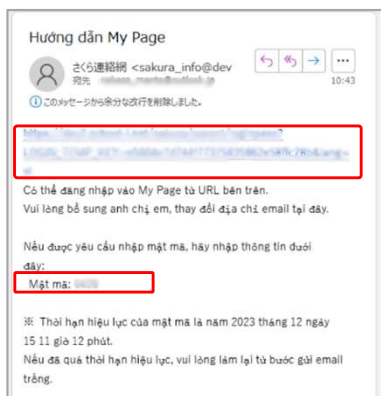 Hướng dẫn My Page
さくら連絡網 <sakura_info@dev
宛先
10:43
このメッセージから余分な改行を削除しました。
Có thể đăng nhập vào My Page từ URL bên trên.
Vui lòng bổ sung anh chị em, thay đổi địa chỉ email tại đây.
Nếu được yêu cầu nhập mật mã, hãy nhập thông tin dưới
đây:
Mật mã:
※ Thời hạn hiệu lực của mật mã là năm 2023 tháng 12 ngày
15 11 giờ 12 phút.
Nếu đã quá thời hạn hiệu lực, vui lòng làm lại từ bước gửi email
trống.